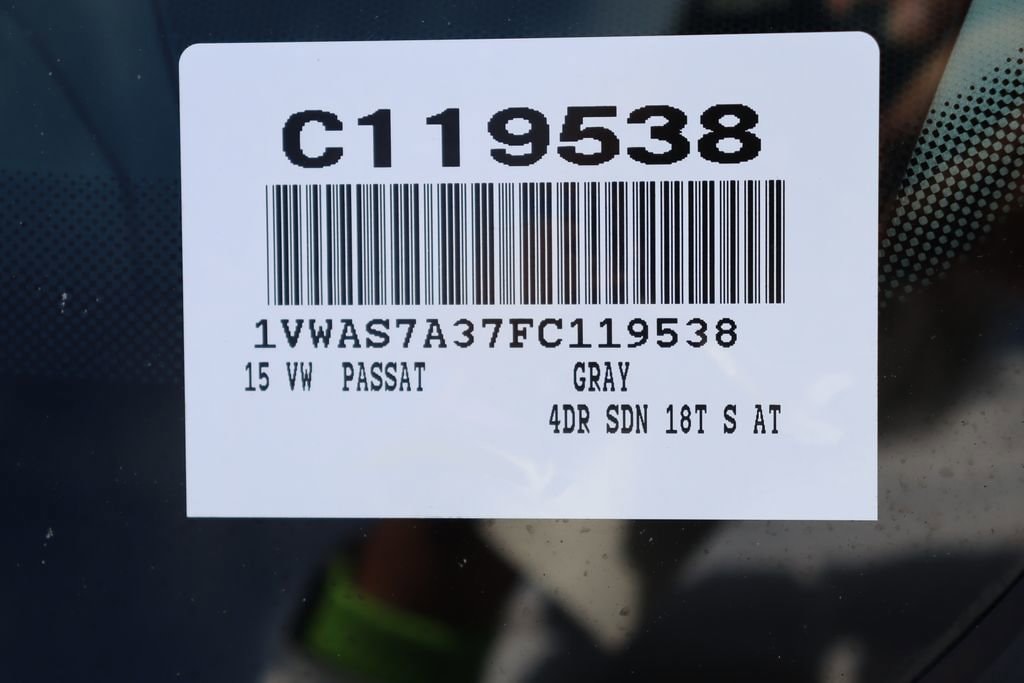 C119538
1VWAS7A37FC119538
15 VW PASSAT GRAY
4DR SDN 18T S AT